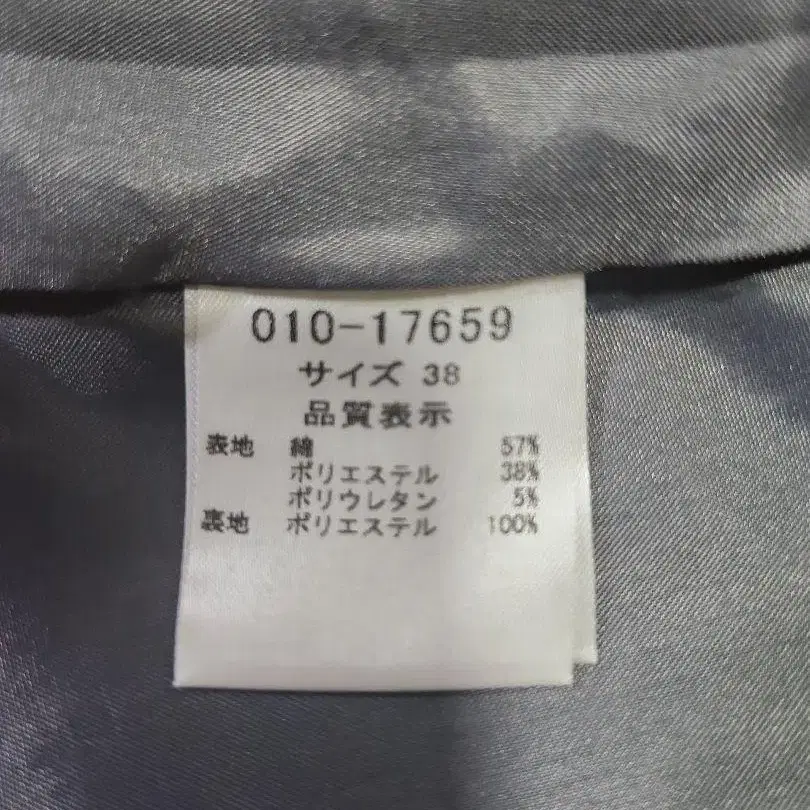 010-17659
サイズ 38
品質表示
表地 綿 57%
ポリエステル 38%
ポリウレタン 5%
裏地 ポリエステル 100%